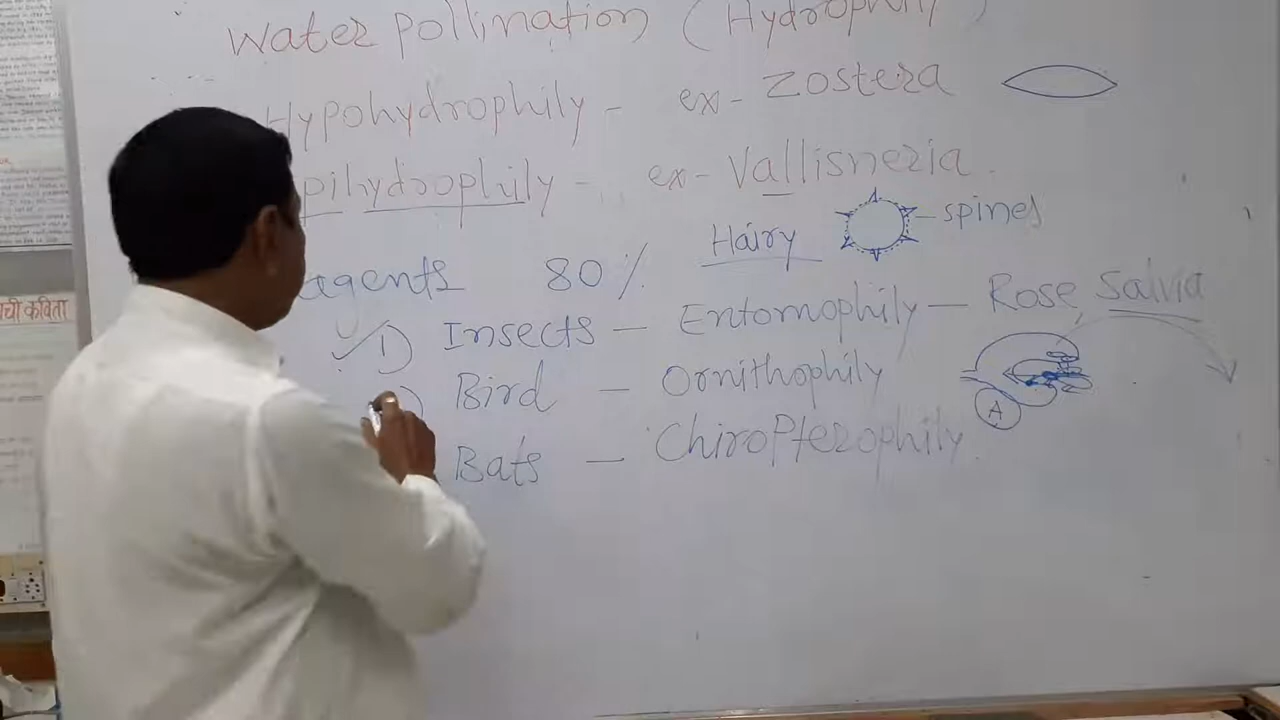 Water Pollination (Hydrophily)
Hypohydrophily - ex - Zostera
pihydrophily - ex - Vallisneria
Hairy
spines
agents 80%
1) Insects - Entomophily - Rose, Salvia
Bird - Ornithophily
A
Bats - Chiropterophily
ची कविता